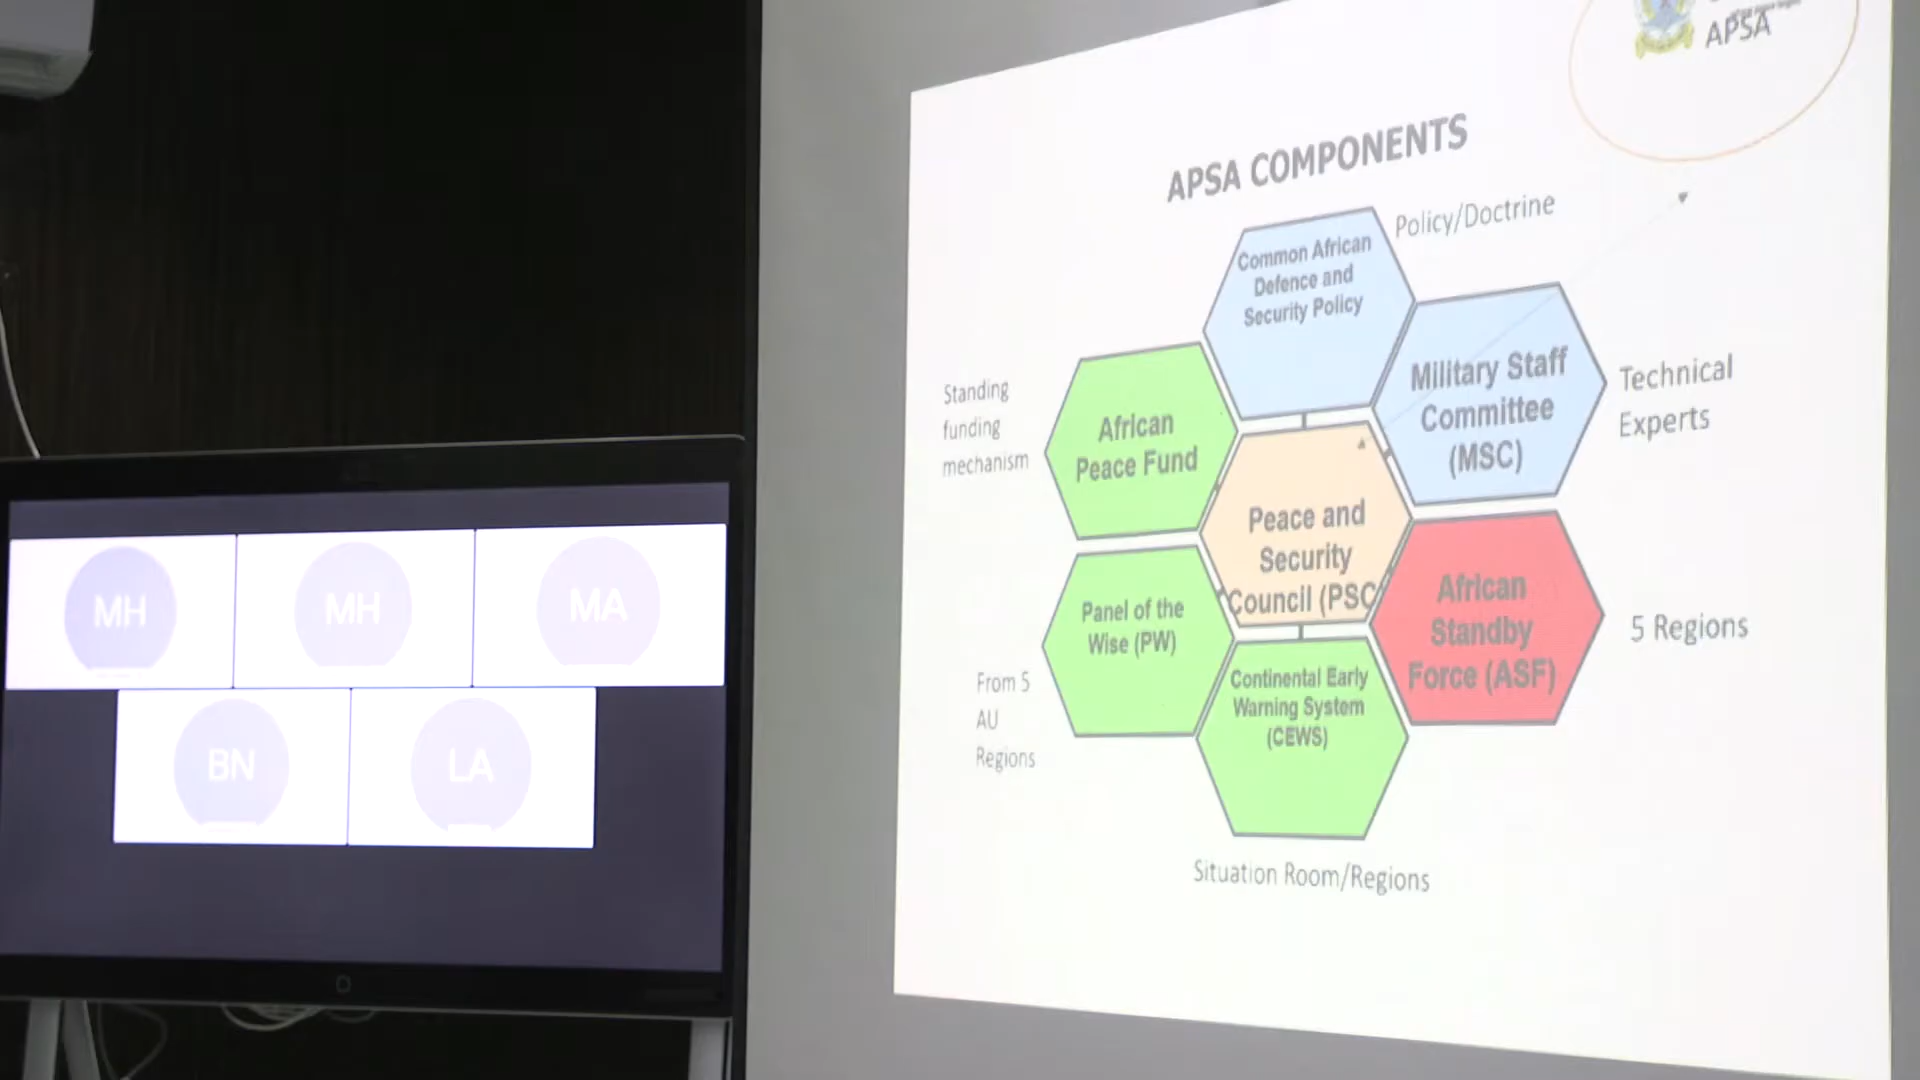 APSA
APSA COMPONENTS
Policy/Doctrine
Common African
Defence and
Security Policy
Military Staff
Committee
(MSC)
Technical
Experts
Standing
funding
mechanism
African
Peace Fund
Peace and
Security
Council (PSC
African
Standby
Force (ASF)
5 Regions
Panel of the
Wise (PW)
From 5
AU
Regions
Continental Early
Warning System
(CEWS)
Situation Room/Regions
MH
MH
MA
BN
LA